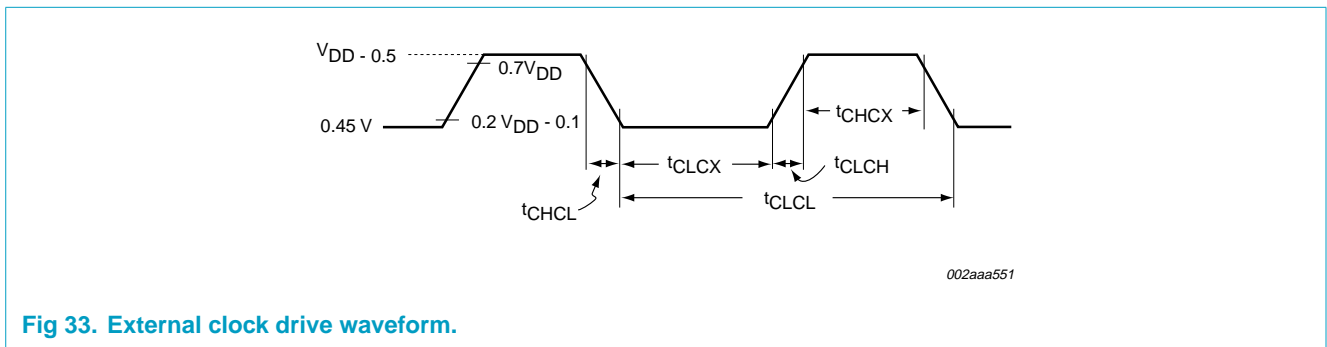 VDD - 0.5
0.7VDD
0.45 V
0.2 VDD - 0.1
tCHCX
tCLCX
tCLCH
tCHCL
tCLCL
002aaa551
Fig 33. External clock drive waveform.